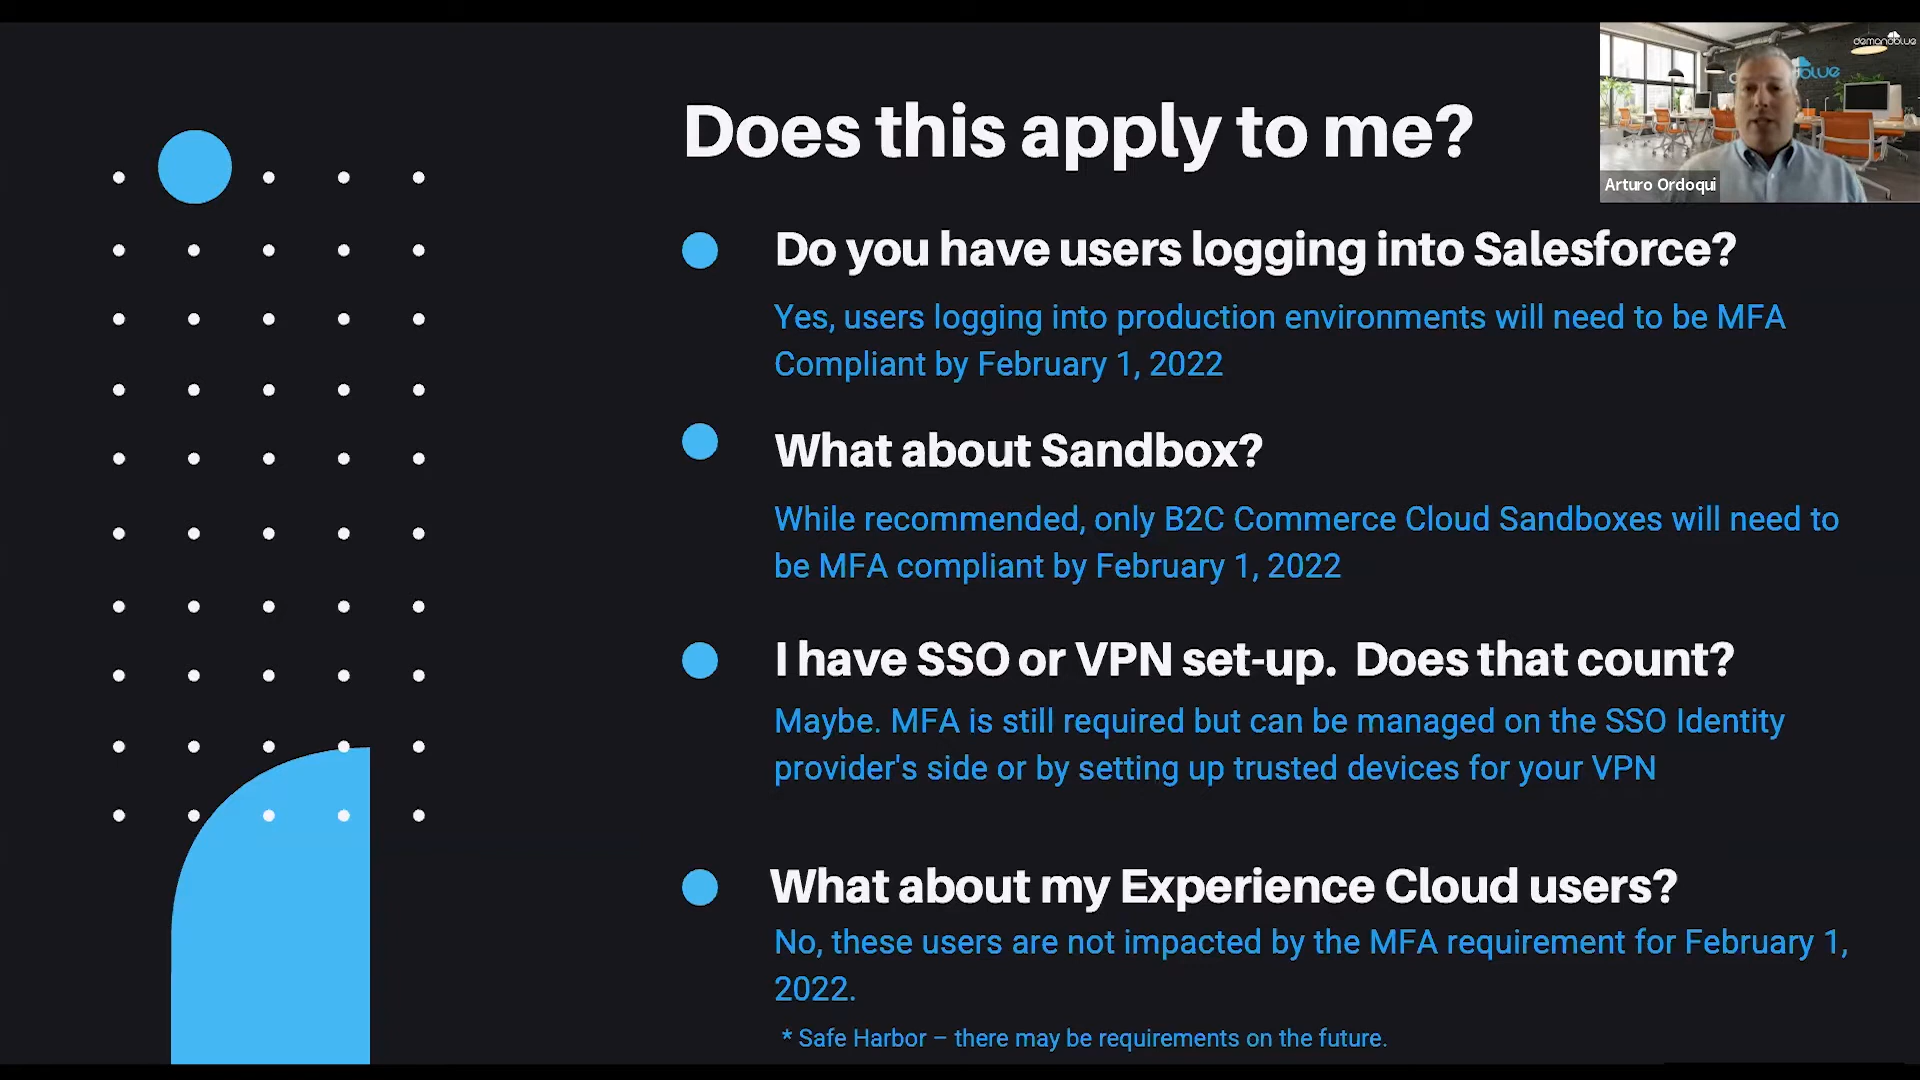 demandblue
blue
Arturo Ordoqui
Does this apply to me?
Do you have users logging into Salesforce?
Yes, users logging into production environments will need to be MFA
Compliant by February 1, 2022
What about Sandbox?
While recommended, only B2C Commerce Cloud Sandboxes will need to
be MFA compliant by February 1, 2022
I have SSO or VPN set-up. Does that count?
Maybe. MFA is still required but can be managed on the SSO Identity
provider's side or by setting up trusted devices for your VPN
What about my Experience Cloud users?
No, these users are not impacted by the MFA requirement for February 1,
2022.
* Safe Harbor – there may be requirements on the future.